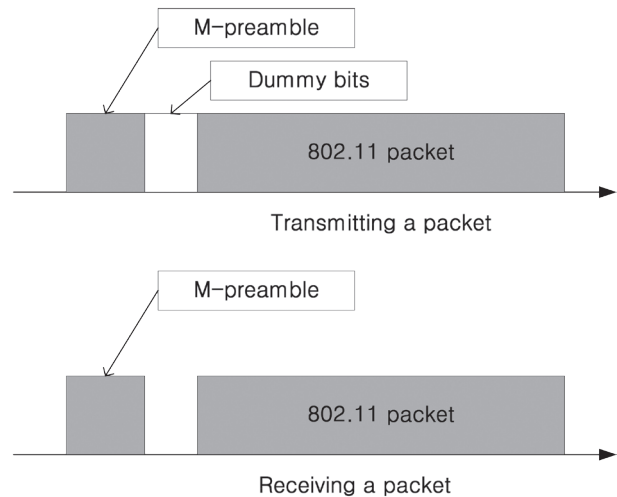 M-preamble
Dummy bits
802.11 packet
Transmitting a packet
M-preamble
802.11 packet
Receiving a packet